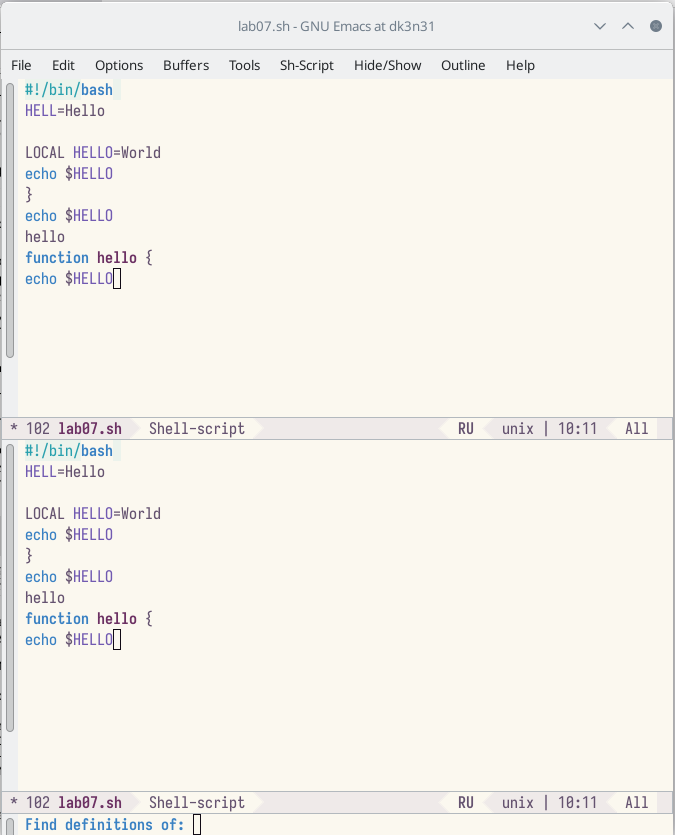 lab07.sh - GNU Emacs at dk3n31
File Edit Options Buffers Tools Sh-Script Hide/Show Outline Help
#!/bin/bash
HELL=Hello
LOCAL HELLO=World
echo $HELLO
}
echo $HELLO
hello
function hello {
echo $HELLO
* 102 lab07.sh Shell-script RU unix | 10:11 All
#!/bin/bash
HELL=Hello
LOCAL HELLO=World
echo $HELLO
}
echo $HELLO
hello
function hello {
echo $HELLO
* 102 lab07.sh Shell-script RU unix | 10:11 All
Find definitions of: